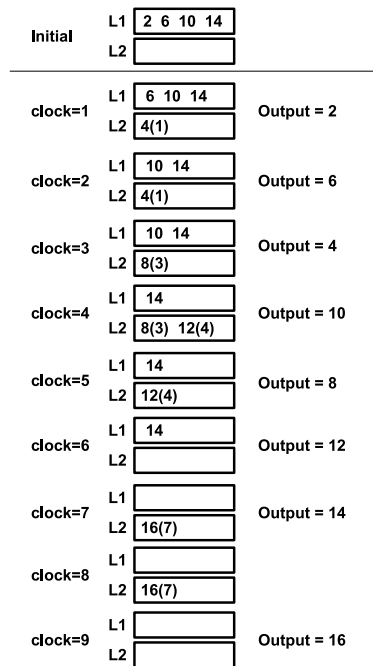 Initial
L1 2 6 10 14
L2
clock=1
L1 6 10 14
L2 4(1)
Output = 2
clock=2
L1 10 14
L2 4(1)
Output = 6
clock=3
L1 10 14
L2 8(3)
Output = 4
clock=4
L1 14
L2 8(3) 12(4)
Output = 10
clock=5
L1 14
L2 12(4)
Output = 8
clock=6
L1 14
L2
Output = 12
clock=7
L1
L2 16(7)
Output = 14
clock=8
L1
L2 16(7)
clock=9
L1
L2
Output = 16